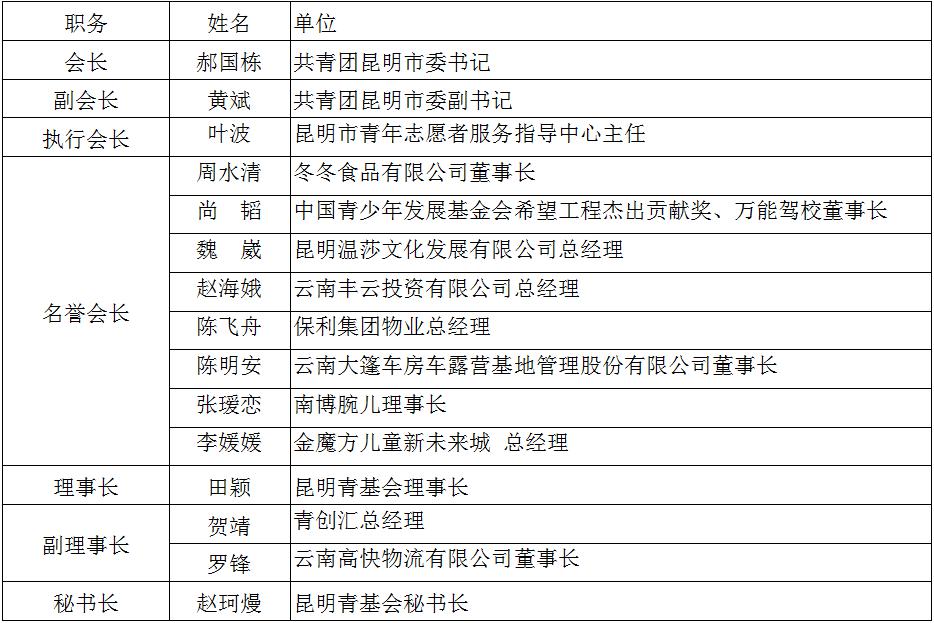 职务 姓名 单位
会长 郝国栋 共青团昆明市委书记
副会长 黄斌 共青团昆明市委副书记
执行会长 叶波 昆明市青年志愿者服务指导中心主任
周水清 冬冬食品有限公司董事长
尚 韬 中国青少年发展基金会希望工程杰出贡献奖、万能驾校董事长
魏 崴 昆明温莎文化发展有限公司总经理
赵海娥 云南丰云投资有限公司总经理
名誉会长 陈飞舟 保利集团物业总经理
陈明安 云南大篷车房车露营基地管理股份有限公司董事长
张瑷恋 南博腕儿理事长
李媛媛 金魔方儿童新未来城 总经理
理事长 田颖 昆明青基会理事长
副理事长 贺靖 青创汇总经理
罗锋 云南高快物流有限公司董事长
秘书长 赵珂熳 昆明青基会秘书长